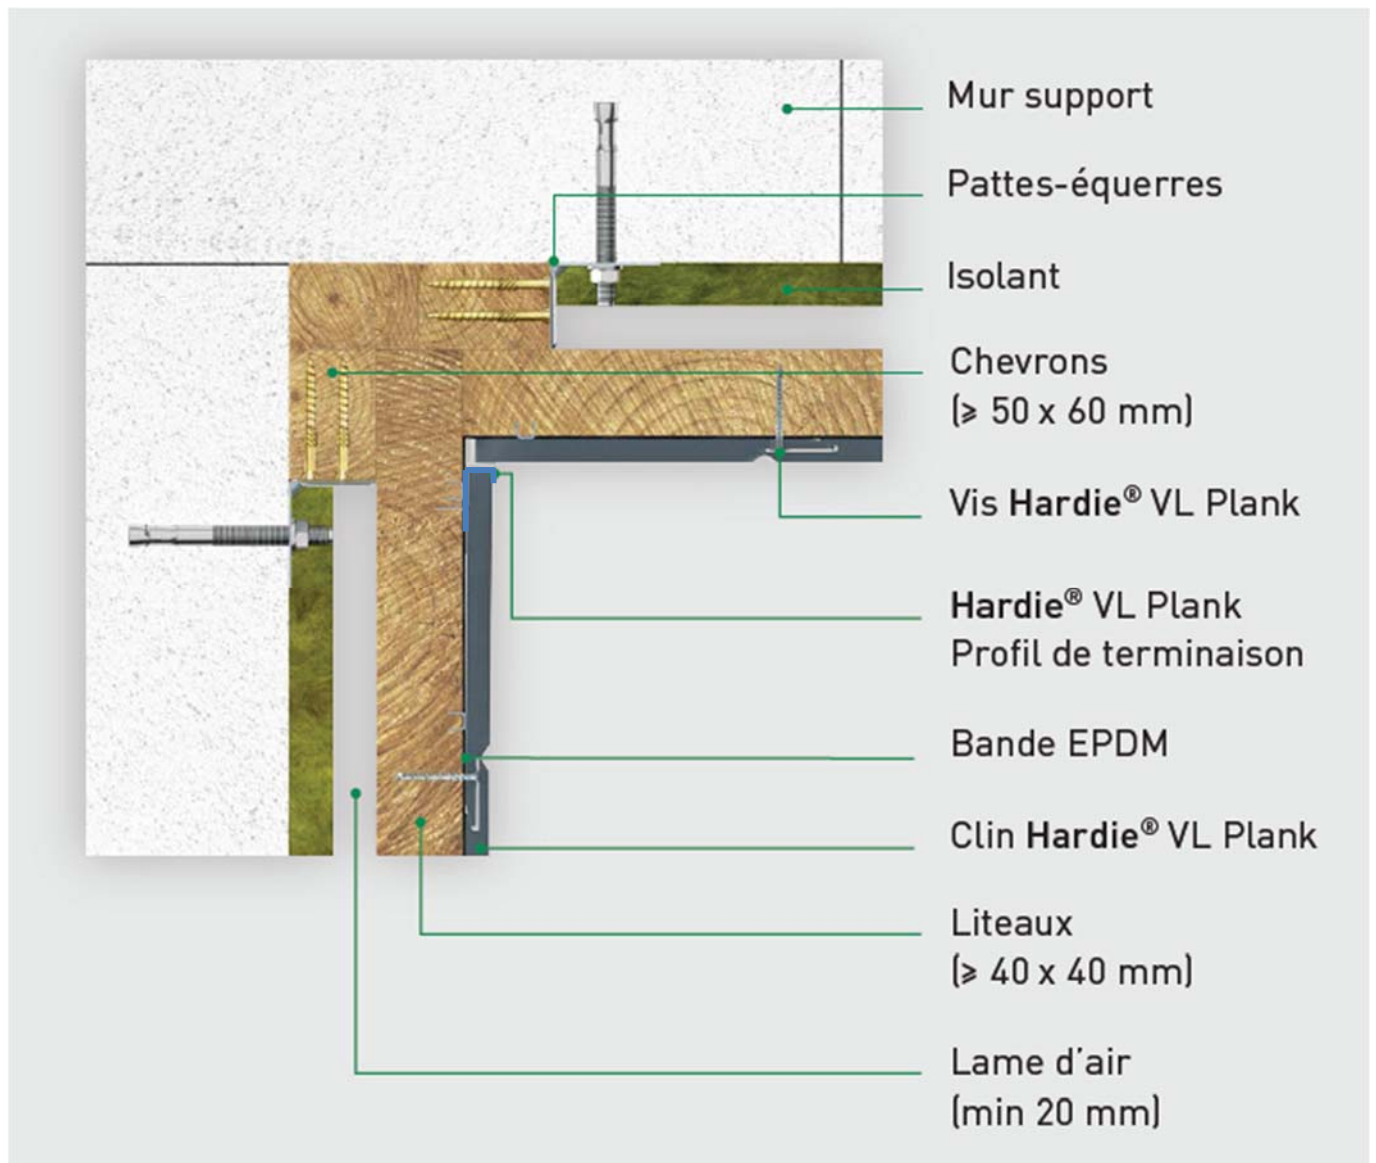 Mur support
Pattes-équerres
Isolant
Chevrons
(⩾ 50 x 60 mm)
Vis Hardie® VL Plank
Hardie® VL Plank
Profil de terminaison
Bande EPDM
Clin Hardie® VL Plank
Liteaux
(⩾ 40 x 40 mm)
Lame d’air
(min 20 mm)